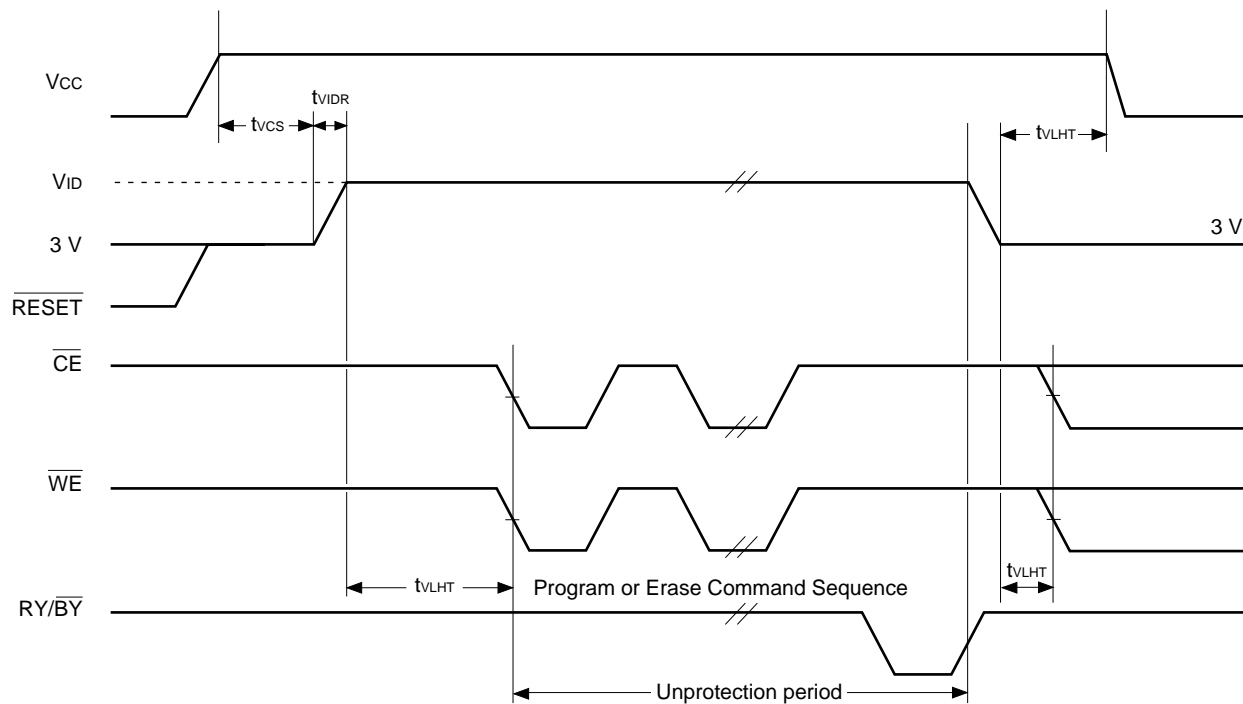 VCC
tVIDR
tVCS
tVLHT
VID
3 V
3 V
RESET
CE
WE
tVLHT
Program or Erase Command Sequence
tVLHT
RY/BY
Unprotection period